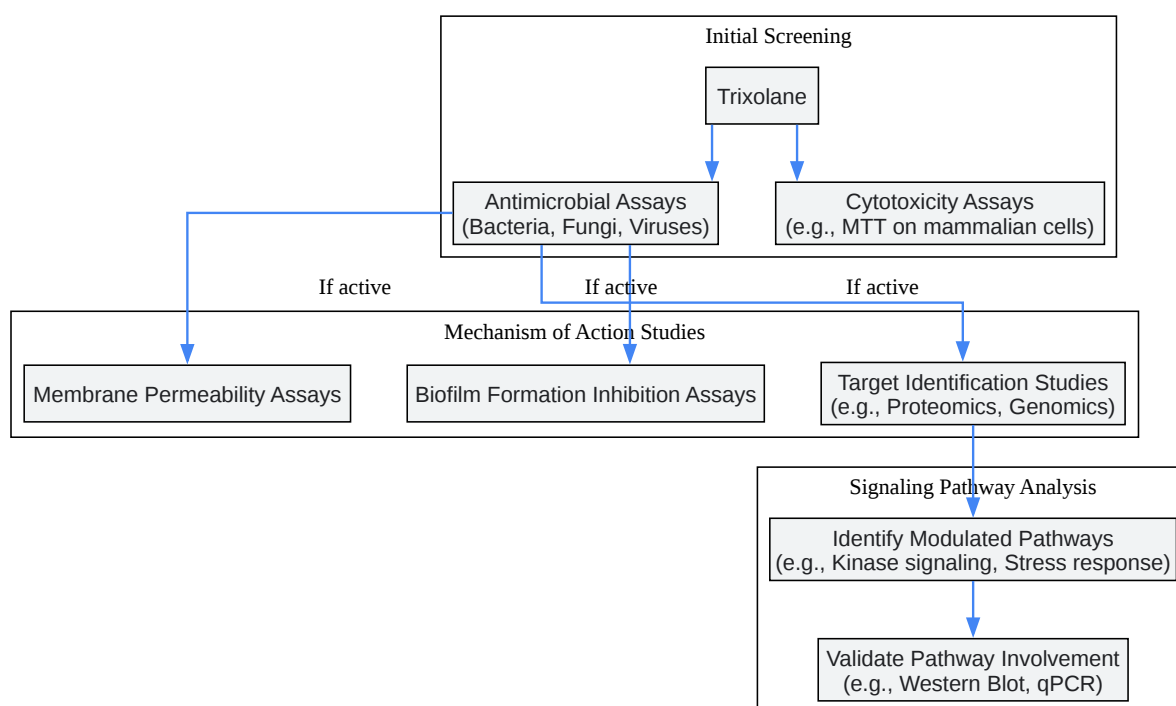 Initial Screening
Trixolane
Antimicrobial Assays
(Bacteria, Fungi, Viruses)
Cytotoxicity Assays
(e.g., MTT on mammalian cells)
If active
If active
If active
Mechanism of Action Studies
Membrane Permeability Assays
Biofilm Formation Inhibition Assays
Target Identification Studies
(e.g., Proteomics, Genomics)
Signaling Pathway Analysis
Identify Modulated Pathways
(e.g., Kinase signaling, Stress response)
Validate Pathway Involvement
(e.g., Western Blot, qPCR)